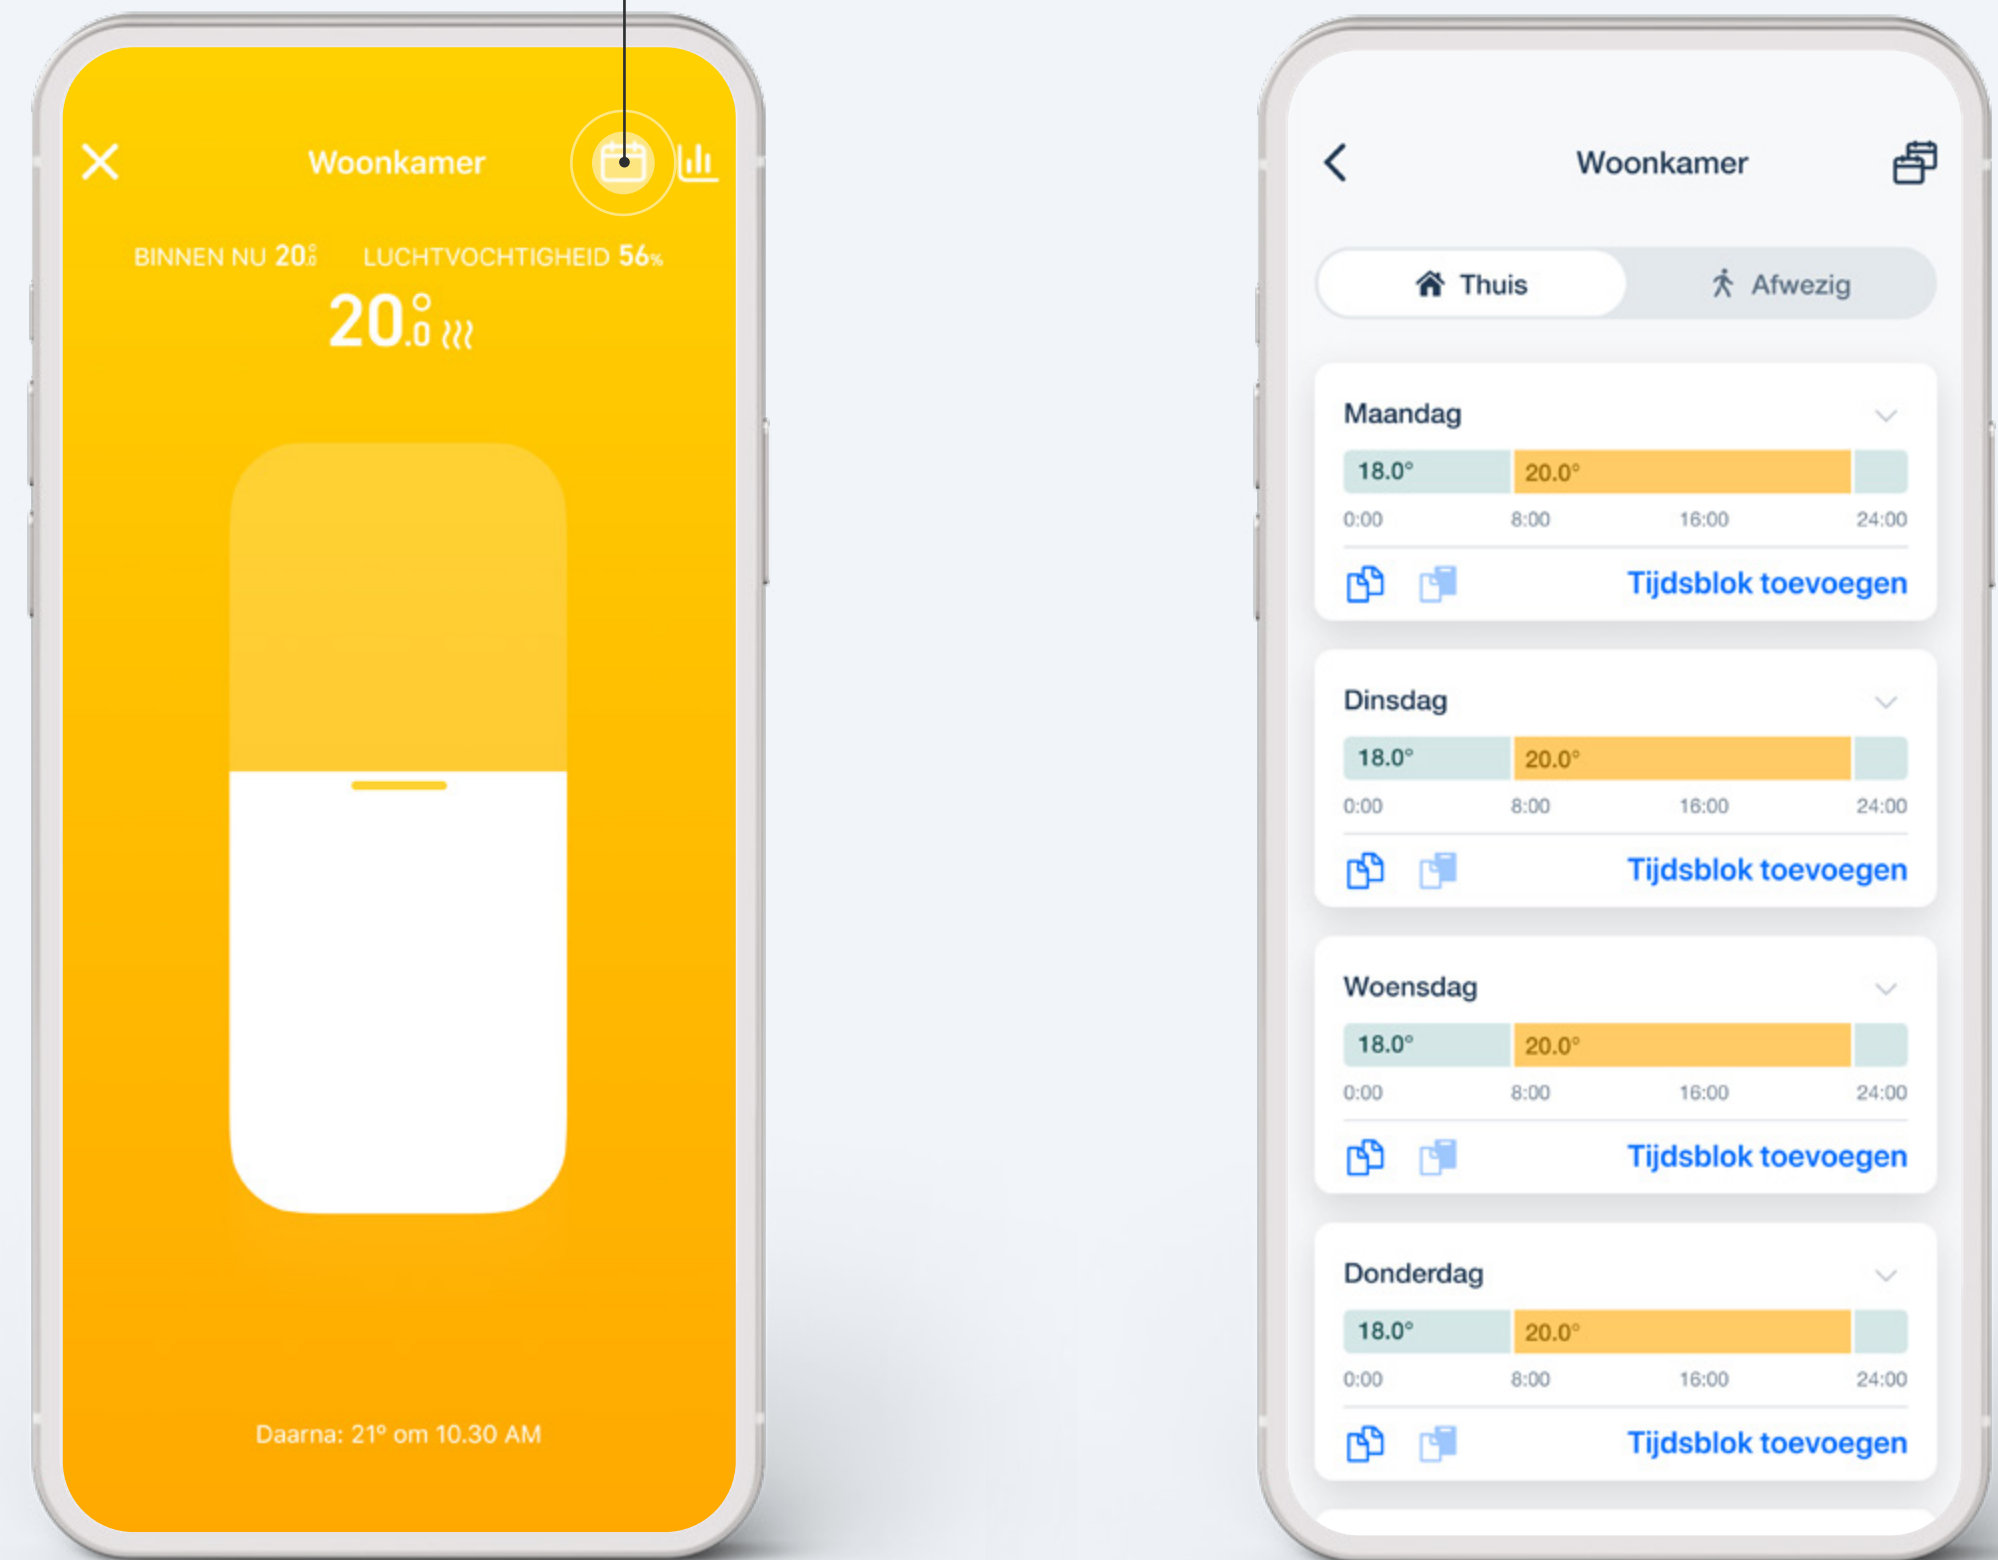 Woonkamer
BINNEN NU 20.0° LUCHTVOCHTIGHEID 56%
20.0°
Daarna: 21° om 10.30 AM
Woonkamer
Thuis Afwezig
Maandag
18.0° 20.0°
0:00 8:00 16:00 24:00
Tijdsblok toevoegen
Dinsdag
18.0° 20.0°
0:00 8:00 16:00 24:00
Tijdsblok toevoegen
Woensdag
18.0° 20.0°
0:00 8:00 16:00 24:00
Tijdsblok toevoegen
Donderdag
18.0° 20.0°
0:00 8:00 16:00 24:00
Tijdsblok toevoegen